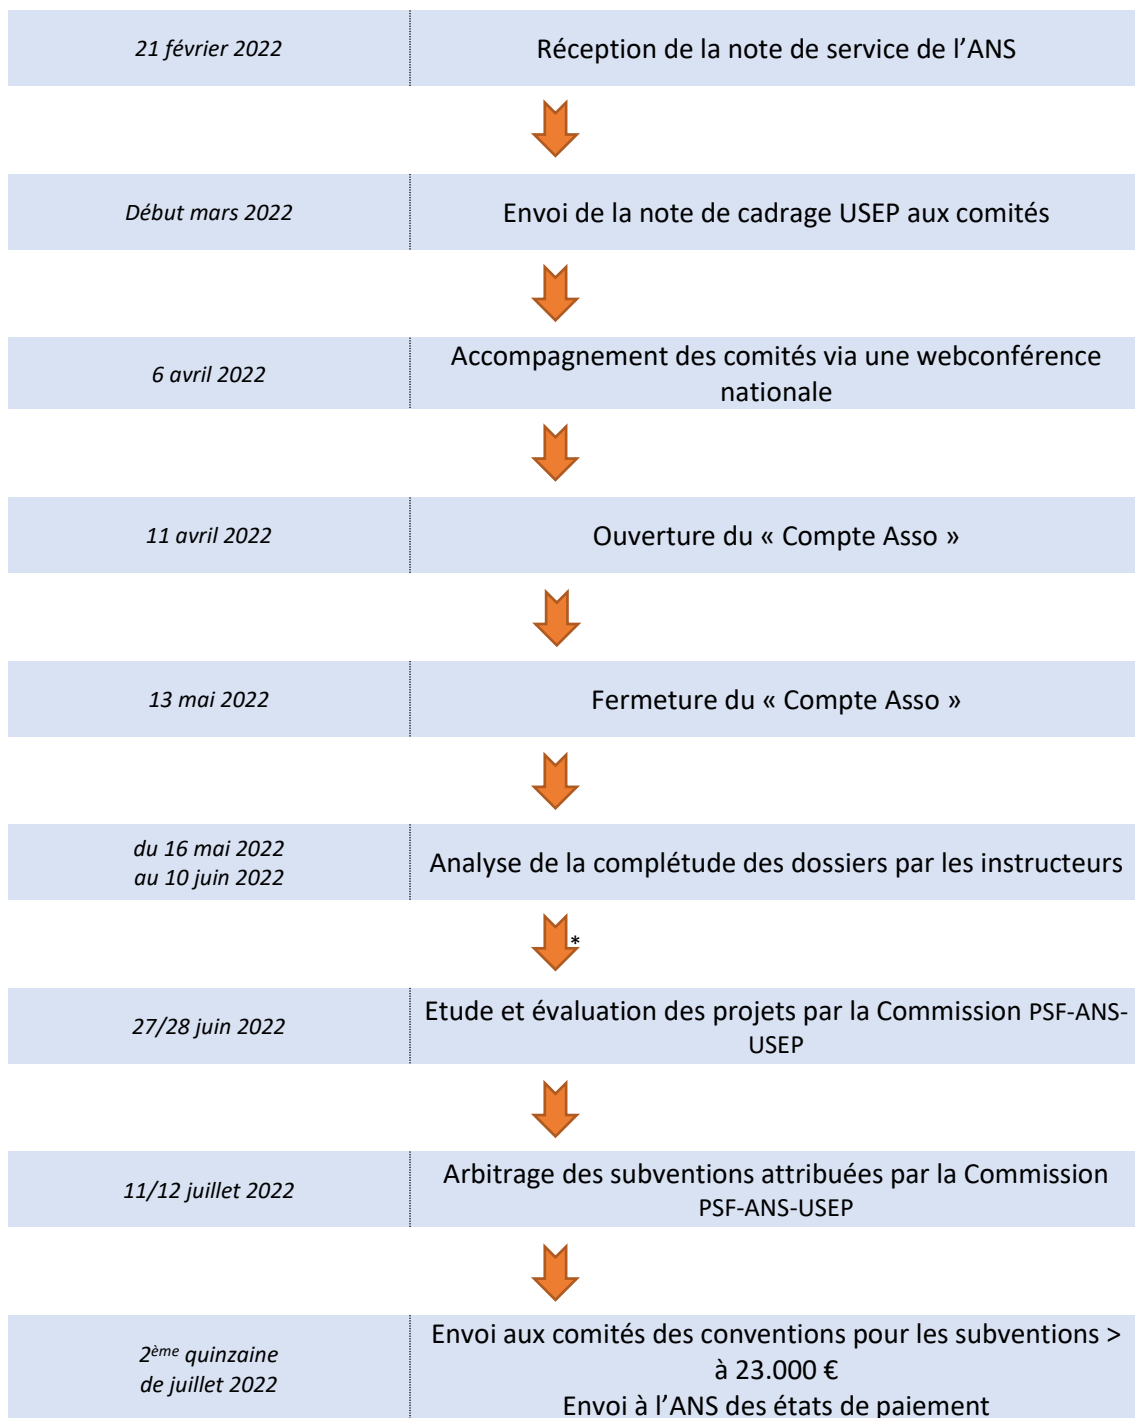 21 février 2022
Réception de la note de service de l’ANS
Début mars 2022
Envoi de la note de cadrage USEP aux comités
6 avril 2022
Accompagnement des comités via une webconférence
nationale
11 avril 2022
Ouverture du « Compte Asso »
13 mai 2022
Fermeture du « Compte Asso »
du 16 mai 2022
au 10 juin 2022
Analyse de la complétude des dossiers par les instructeurs
*
27/28 juin 2022
Etude et évaluation des projets par la Commission PSF-ANS-
USEP
11/12 juillet 2022
Arbitrage des subventions attribuées par la Commission
PSF-ANS-USEP
2ème quinzaine
de juillet 2022
Envoi aux comités des conventions pour les subventions >
à 23.000 €
Envoi à l’ANS des états de paiement